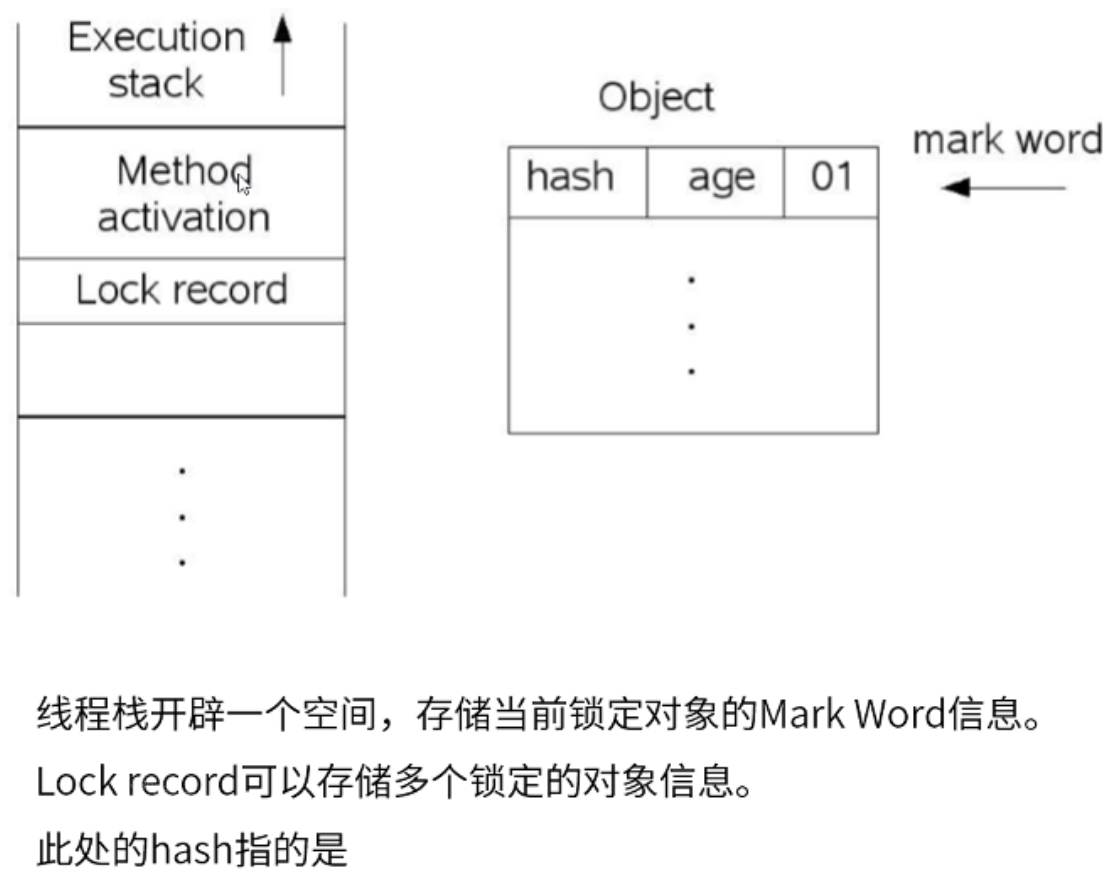 Execution
stack
Method
activation
Lock record
Object
mark word
hash age 01
线程栈开辟一个空间，存储当前锁定对象的Mark Word信息。
Lock record可以存储多个锁定的对象信息。
此处的hash指的是